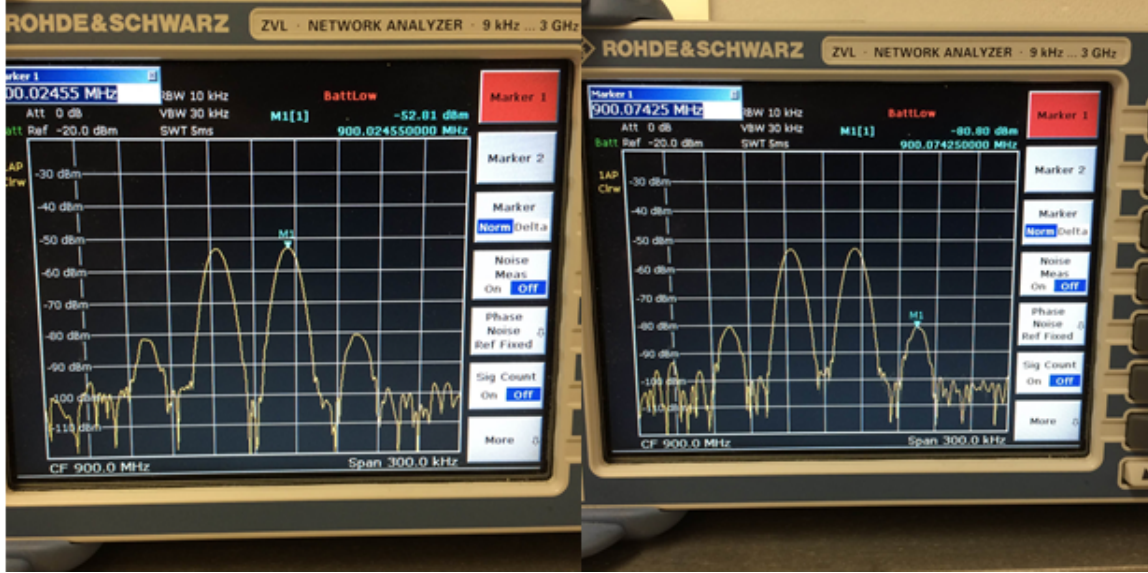 ROHDE&SCHWARZ
ZVL · NETWORK ANALYZER · 9 kHz ... 3 GHz
arker 1
00.02455 MHz
RBW 10 kHz
BattLow
Marker 1
Att 0 dB
VBW 30 kHz
M1[1]
-52.81 dBm
att Ref -20.0 dBm
SWT 5ms
900.024550000 MHz
1AP
Clrw
-30 dBm
-40 dBm
-50 dBm
-60 dBm
-70 dBm
-80 dBm
-90 dBm
-100 dBm
-110 dBm
M1
CF 900.0 MHz
Span 300.0 kHz
Marker 2
Marker
Norm Delta
Noise
Meas
On Off
Phase
Noise
Ref Fixed
Sig Count
On Off
More
ROHDE&SCHWARZ
ZVL · NETWORK ANALYZER · 9 kHz ... 3 GHz
Marker 1
900.07425 MHz
RBW 10 kHz
BattLow
Marker 1
Att 0 dB
VBW 30 kHz
M1[1]
-80.80 dBm
Batt Ref -20.0 dBm
SWT 5ms
900.074250000 MHz
1AP
Clrw
-30 dBm
-40 dBm
-50 dBm
-60 dBm
-70 dBm
-80 dBm
-90 dBm
-100 dBm
-110 dBm
M1
CF 900.0 MHz
Span 300.0 kHz
Marker 2
Marker
Norm Delta
Noise
Meas
On Off
Phase
Noise
Ref Fixed
Sig Count
On Off
More